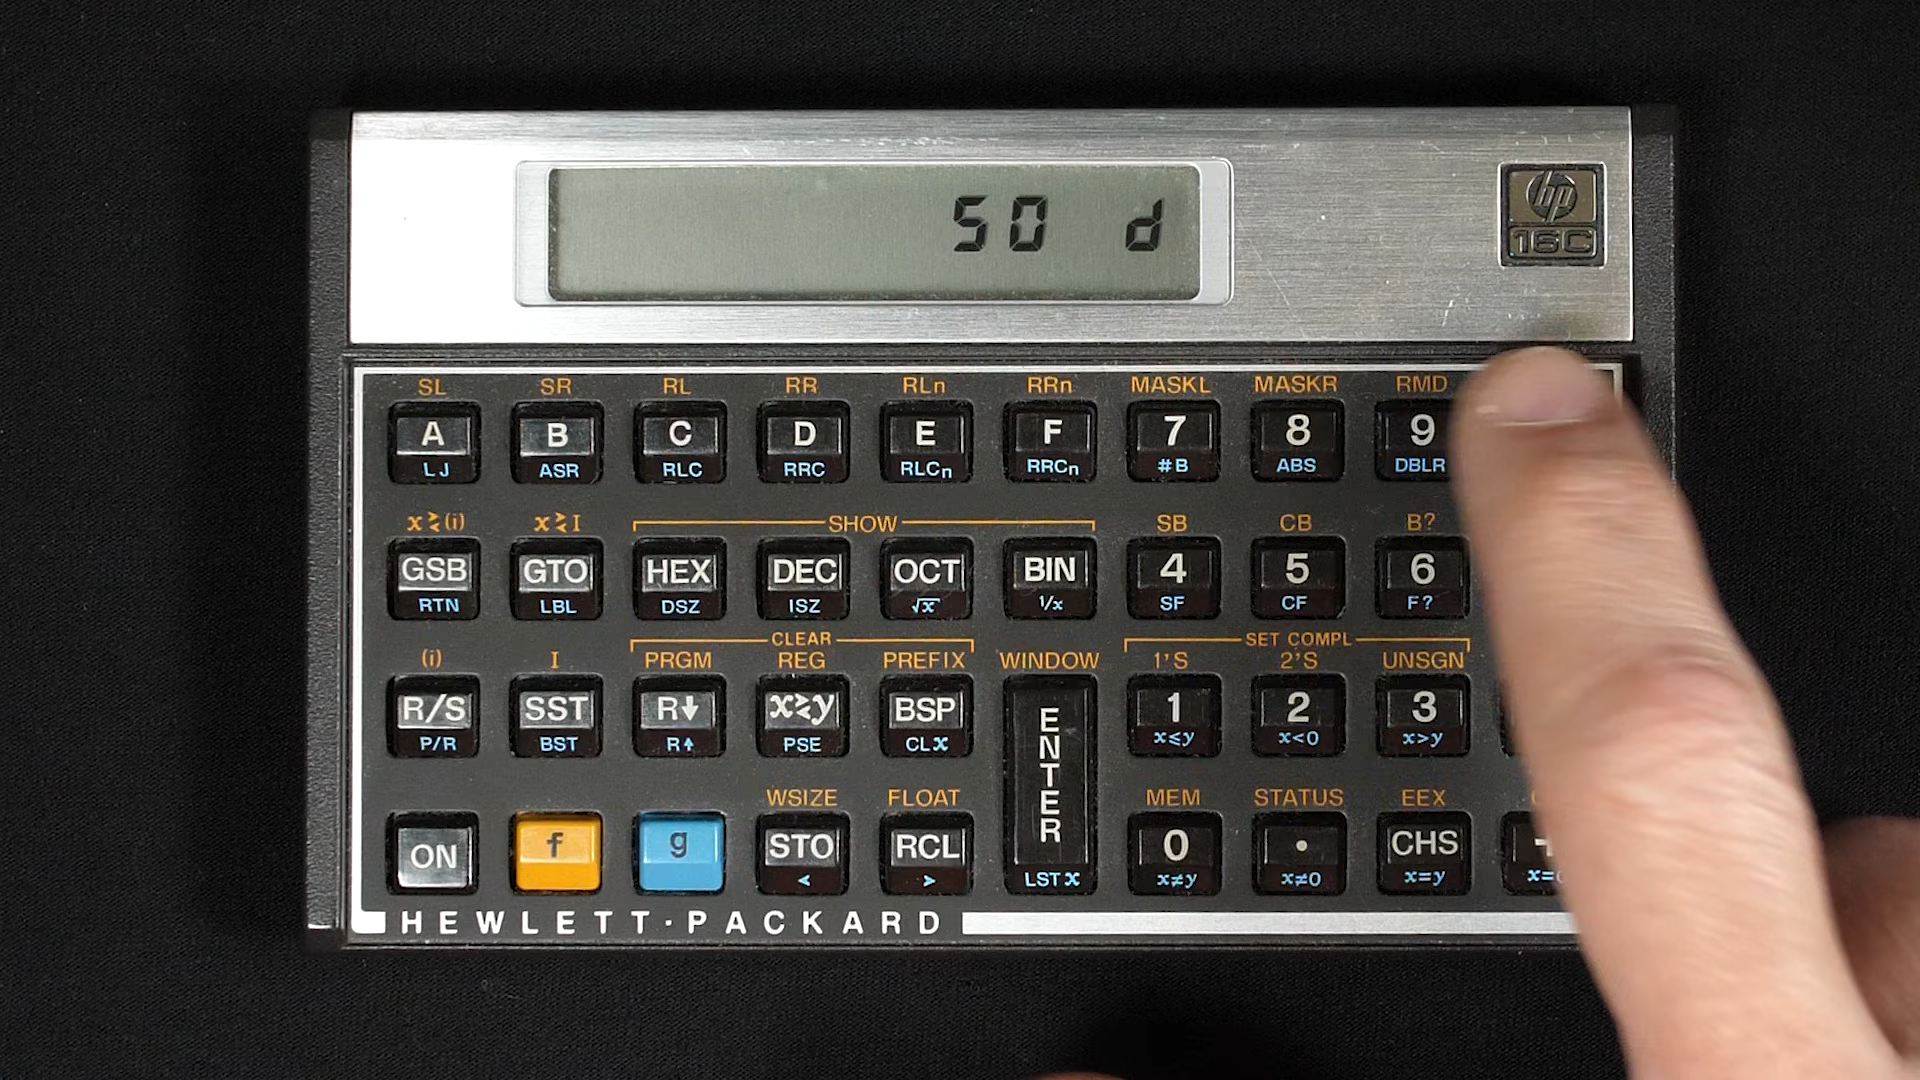 50 d
hp
16C
SL SR RL RR RLn RRn MASKL MASKR RMD
A B C D E F 7 8 9
LJ ASR RLC RRC RLCn RRCn #B ABS DBLR
x≷(i) x≷I SHOW SB CB B?
GSB GTO HEX DEC OCT BIN 4 5 6
RTN LBL DSZ ISZ √x 1/x SF CF F?
CLEAR SET COMPL
(i) I PRGM REG PREFIX WINDOW 1'S 2'S UNSGN
R/S SST R↓ x≷y BSP ENTER 1 2 3
P/R BST R↑ PSE CLx x≤y x<0 x>y
WSIZE FLOAT MEM STATUS EEX
ON f g STO RCL 0 • CHS
< > LSTx x≠y x≠0 x=y
HEWLETT·PACKARD